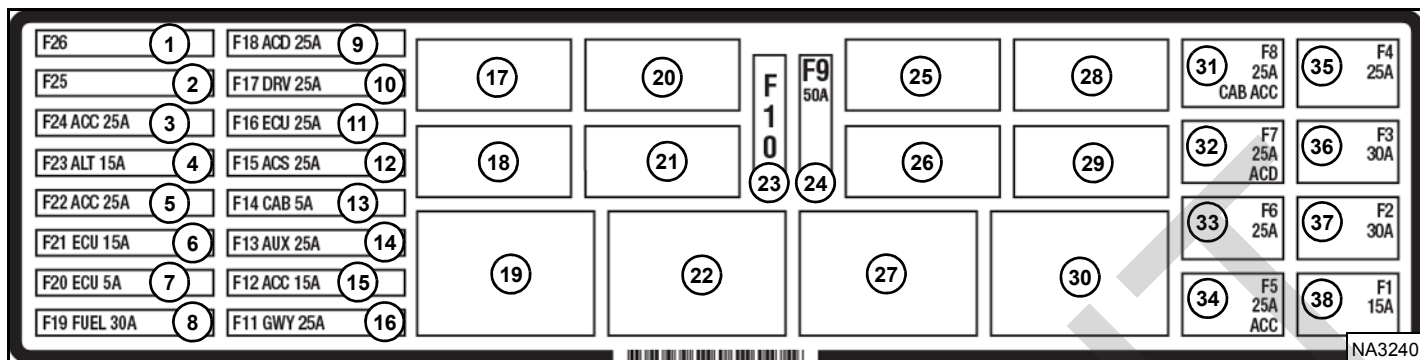 F26 1
F25 2
F24 ACC 25A 3
F23 ALT 15A 4
F22 ACC 25A 5
F21 ECU 15A 6
F20 ECU 5A 7
F19 FUEL 30A 8
F18 ACD 25A 9
F17 DRV 25A 10
F16 ECU 25A 11
F15 ACS 25A 12
F14 CAB 5A 13
F13 AUX 25A 14
F12 ACC 15A 15
F11 GWY 25A 16
17
18
19
20
21
22
F
1
0
23
F9
50A
24
25
26
27
28
29
30
31 F8
25A
CAB ACC
32 F7
25A
ACD
33 F6
25A
34 F5
25A
ACC
35 F4
25A
36 F3
30A
37 F2
30A
38 F1
15A
NA3240